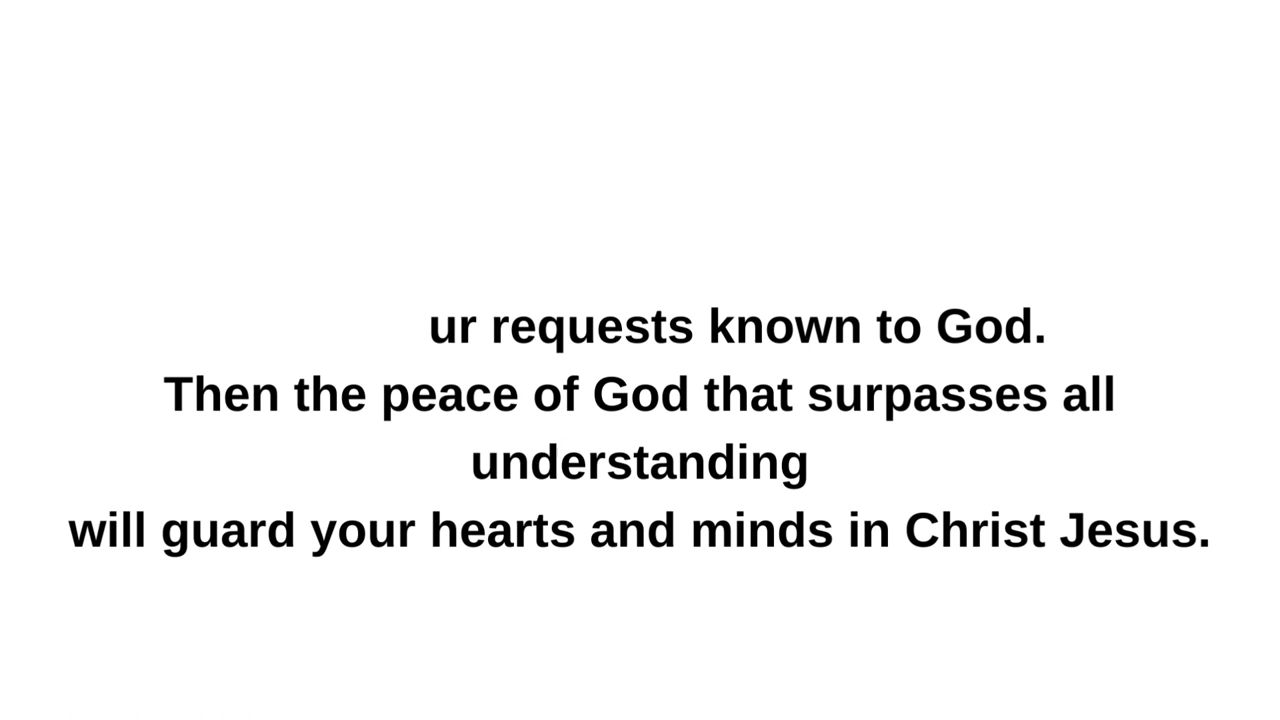 ur requests known to God.
Then the peace of God that surpasses all
understanding
will guard your hearts and minds in Christ Jesus.